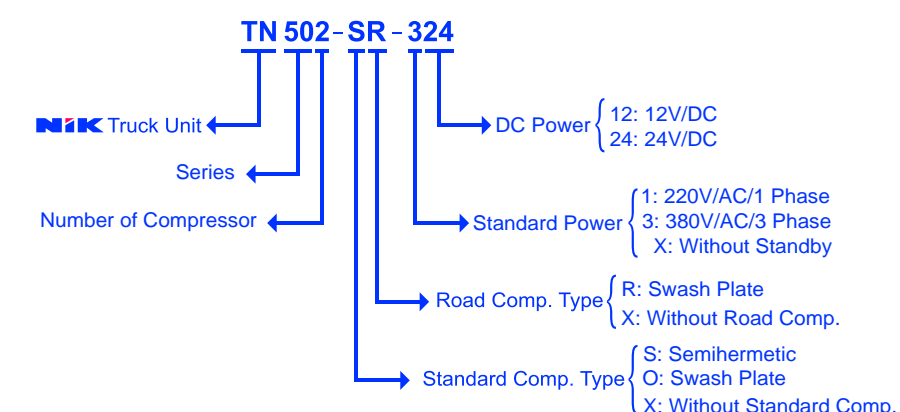 TN 502-SR-324
NiK Truck Unit
Series
Number of Compressor
DC Power
12: 12V/DC
24: 24V/DC
Standard Power
1: 220V/AC/1 Phase
3: 380V/AC/3 Phase
X: Without Standby
Road Comp. Type
R: Swash Plate
X: Without Road Comp.
Standard Comp. Type
S: Semihermetic
O: Swash Plate
X: Without Standard Comp.